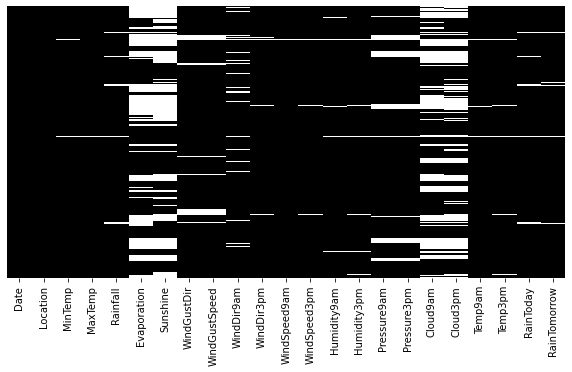 Date
Location
MinTemp
MaxTemp
Rainfall
Evaporation
Sunshine
WindGustDir
WindGustSpeed
WindDir9am
WindDir3pm
WindSpeed9am
WindSpeed3pm
Humidity9am
Humidity3pm
Pressure9am
Pressure3pm
Cloud9am
Cloud3pm
Temp9am
Temp3pm
RainToday
RainTomorrow